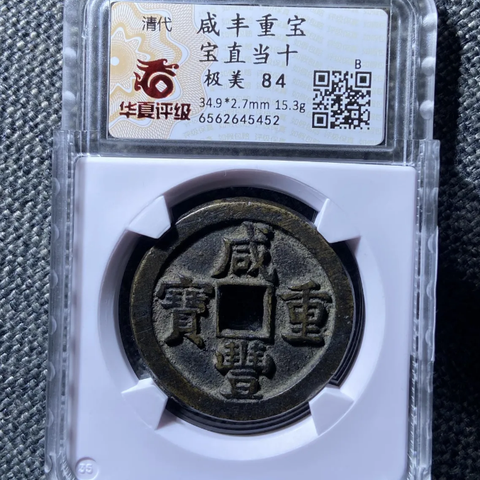 清代
咸丰重宝
宝直当十
极美 84
华夏评级
34.9*2.7mm 15.3g
6562645452
B
咸
寶 重
豐